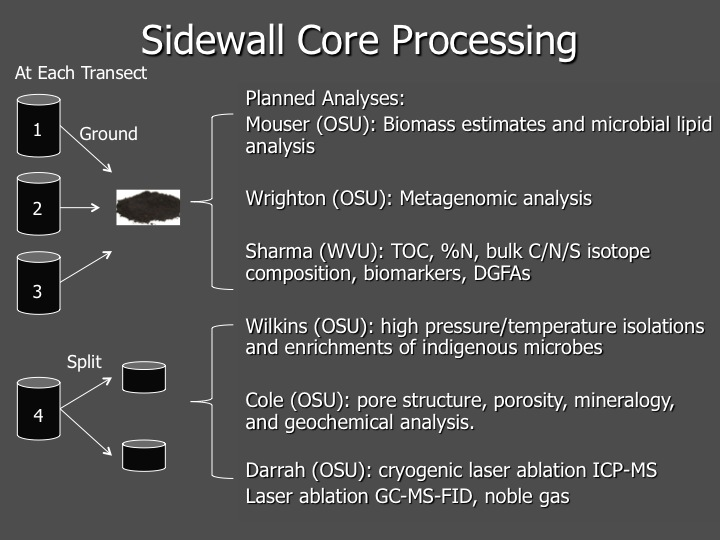 Sidewall Core Processing
At Each Transect
1
Ground
2
3
Split
4
Planned Analyses:
Mouser (OSU): Biomass estimates and microbial lipid
analysis
Wrighton (OSU): Metagenomic analysis
Sharma (WVU): TOC, %N, bulk C/N/S isotope
composition, biomarkers, DGFAs
Wilkins (OSU): high pressure/temperature isolations
and enrichments of indigenous microbes
Cole (OSU): pore structure, porosity, mineralogy,
and geochemical analysis.
Darrah (OSU): cryogenic laser ablation ICP-MS
Laser ablation GC-MS-FID, noble gas